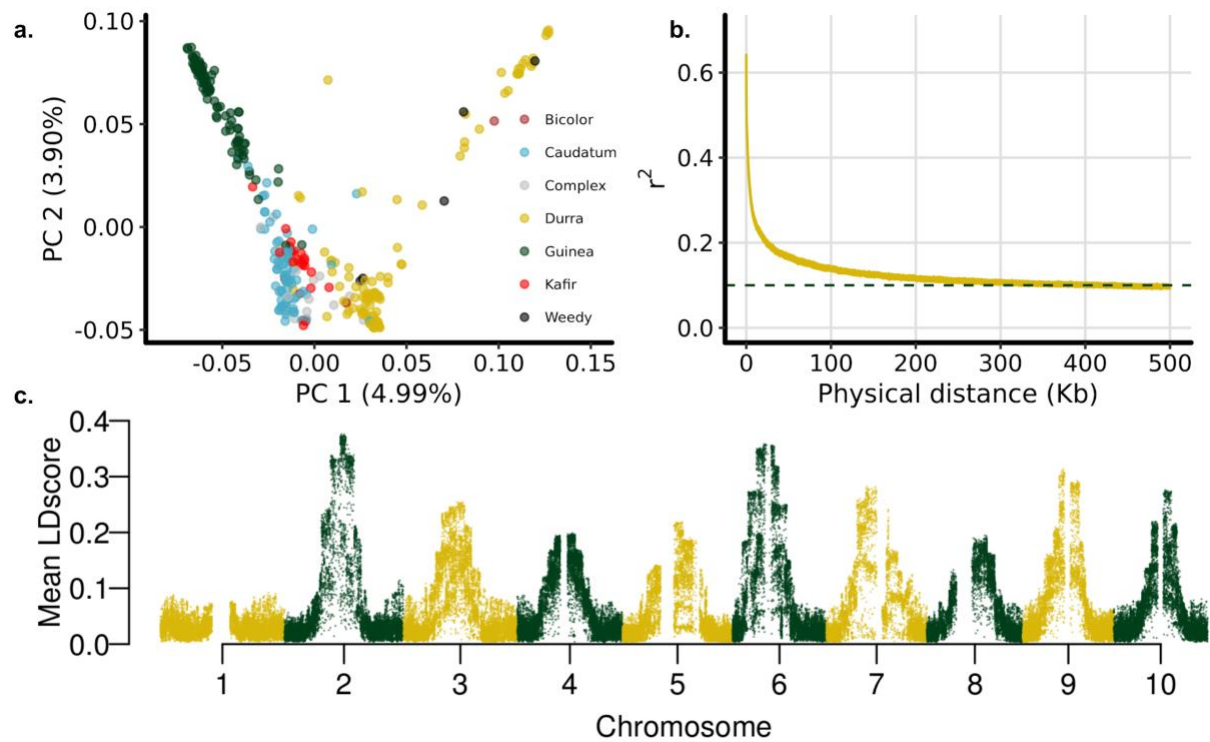 a.
0.10
0.05
0.00
-0.05
PC 2 (3.90%)
-0.05
0.00
0.05
0.10
0.15
PC 1 (4.99%)
Bicolor
Caudatum
Complex
Durra
Guinea
Kafir
Weedy
b.
0.6
0.4
0.2
0.0
r²
0
100
200
300
400
500
Physical distance (Kb)
c.
0.4
0.3
0.2
0.1
0.0
Mean LDscore
1
2
3
4
5
6
7
8
9
10
Chromosome